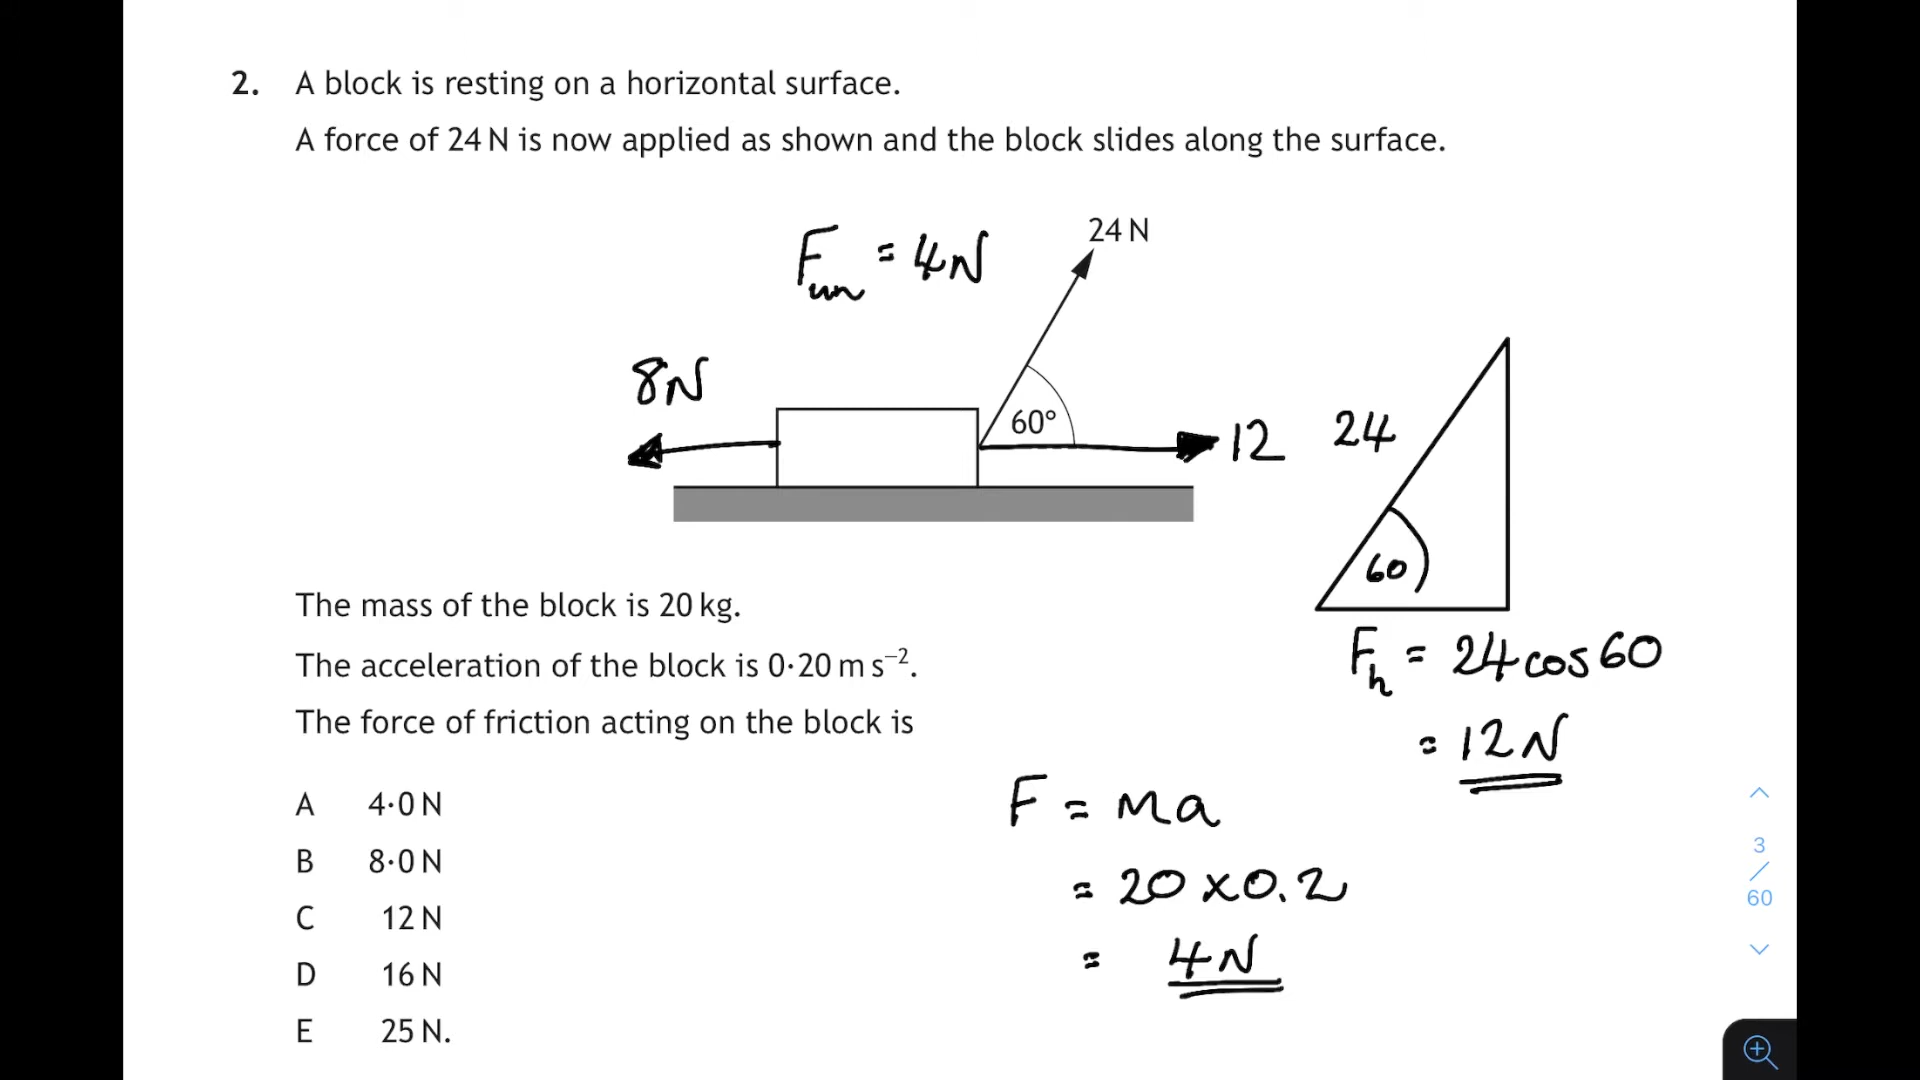 2. A block is resting on a horizontal surface.
A force of 24 N is now applied as shown and the block slides along the surface.
24 N
Fun = 4N
8N
60°
12
24
60
The mass of the block is 20 kg.
The acceleration of the block is 0·20 m s⁻².
The force of friction acting on the block is
Fh = 24cos60
= 12N
A 4·0 N
B 8·0 N
C 12 N
D 16 N
E 25 N.
F = ma
= 20 x 0.2
= 4N
3
/
60